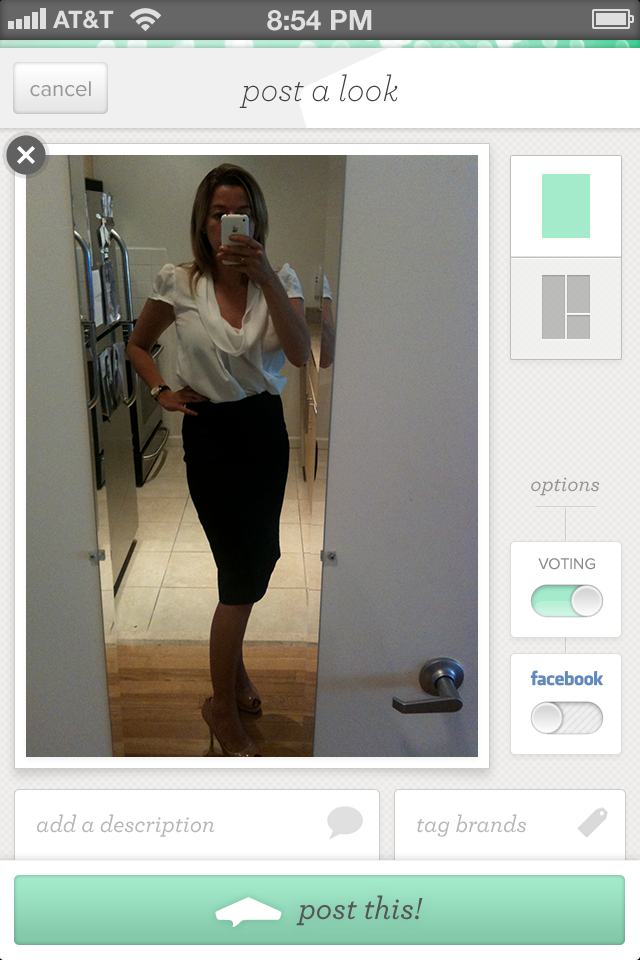 AT&T 8:54 PM
cancel
post a look
options
VOTING
facebook
add a description
tag brands
post this!